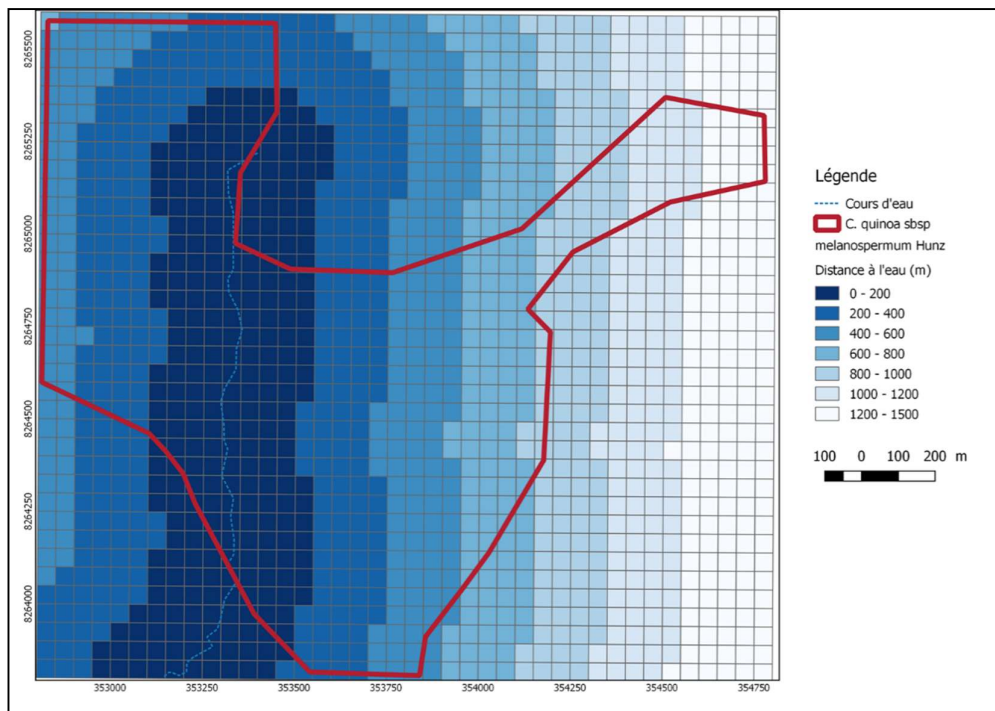 8265500
8265250
8265000
8264750
8264500
8264250
8264000
353000 353250 353500 353750 354000 354250 354500 354750
Légende
Cours d'eau
C. quinoa sbsp
melanospermum Hunz
Distance à l'eau (m)
0 - 200
200 - 400
400 - 600
600 - 800
800 - 1000
1000 - 1200
1200 - 1500
100 0 100 200 m